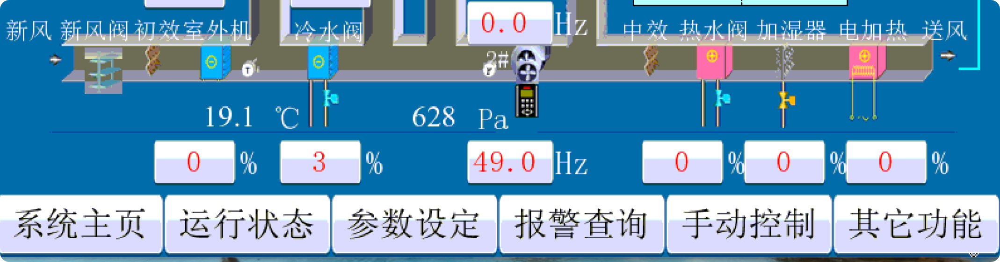 0.0 Hz
新风 新风阀 初效 室外机 冷水阀 中效 热水阀 加湿器 电加热 送风
2#
T Y
19.1 ℃ 628 Pa
0 % 3 % 49.0 Hz 0 % 0 % 0 %
系统主页 运行状态 参数设定 报警查询 手动控制 其它功能